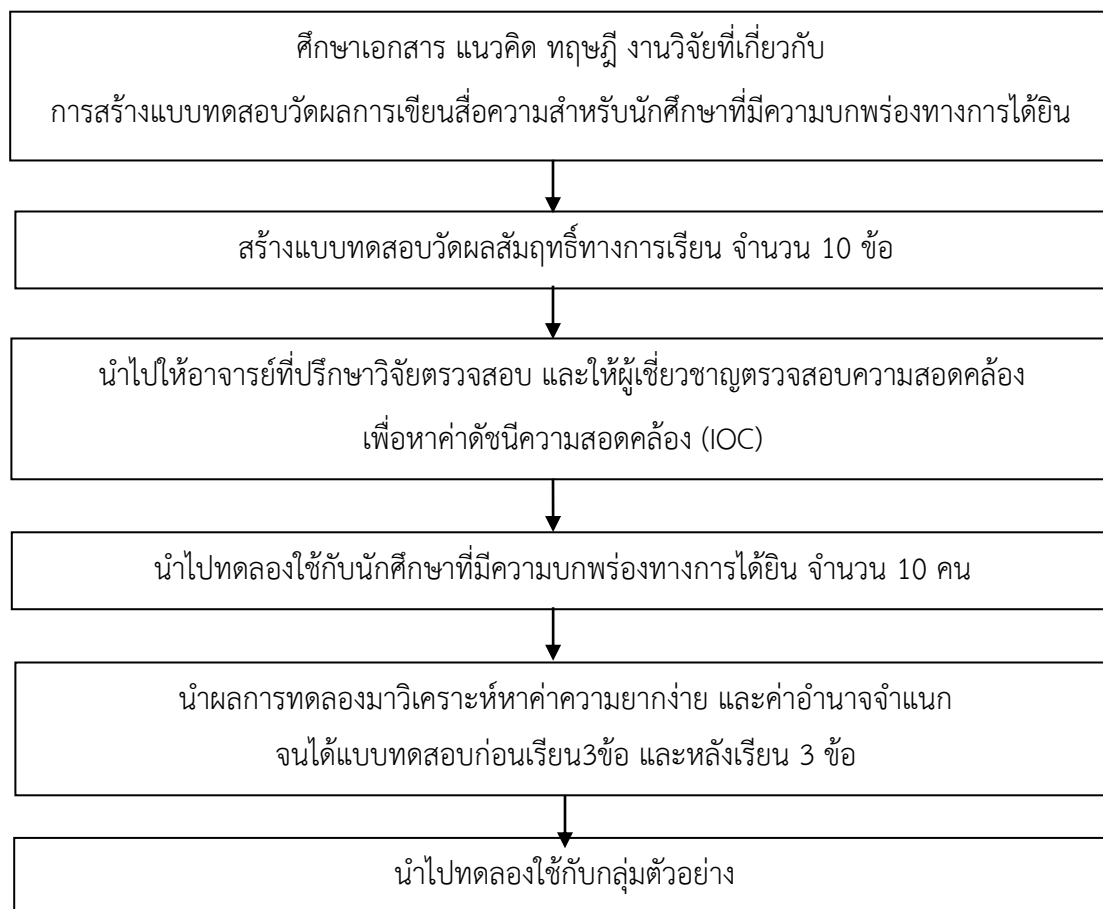 ศึกษาเอกสาร แนวคิด ทฤษฎี งานวิจัยที่เกี่ยวกับ
การสร้างแบบทดสอบวัดผลการเขียนสื่อความสำหรับนักศึกษาที่มีความบกพร่องทางการได้ยิน
สร้างแบบทดสอบวัดผลสัมฤทธิ์ทางการเรียน จำนวน 10 ข้อ
นำไปให้อาจารย์ที่ปรึกษาวิจัยตรวจสอบ และให้ผู้เชี่ยวชาญตรวจสอบความสอดคล้อง
เพื่อหาค่าดัชนีความสอดคล้อง (IOC)
นำไปทดลองใช้กับนักศึกษาที่มีความบกพร่องทางการได้ยิน จำนวน 10 คน
นำผลการทดลองมาวิเคราะห์หาค่าความยากง่าย และค่าอำนาจจำแนก
จนได้แบบทดสอบก่อนเรียน3ข้อ และหลังเรียน 3 ข้อ
นำไปทดลองใช้กับกลุ่มตัวอย่าง